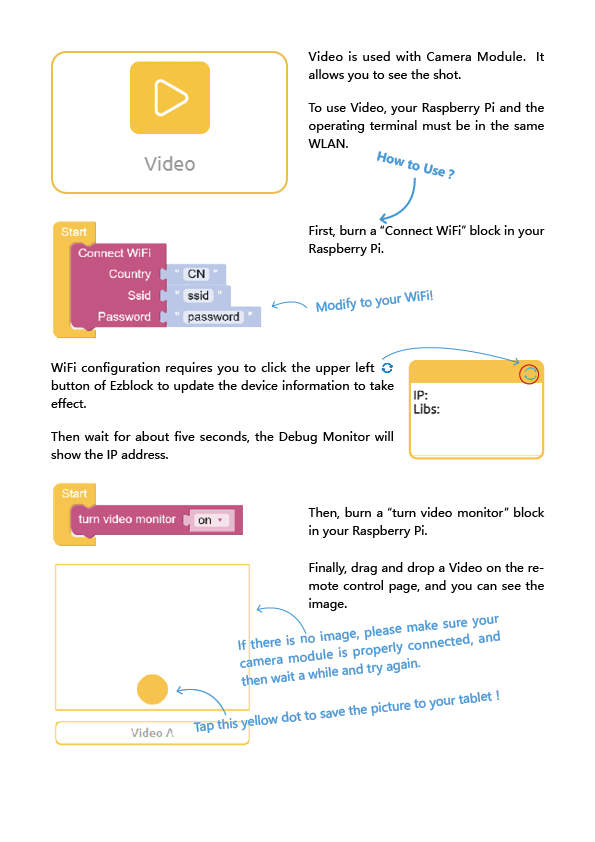 Video
Video is used with Camera Module. It
allows you to see the shot.
To use Video, your Raspberry Pi and the
operating terminal must be in the same
WLAN.
How to Use ?
First, burn a “Connect WiFi” block in your
Raspberry Pi.
Start
Connect WiFi
Country " CN "
Ssid " ssid "
Password " password "
Modify to your WiFi!
WiFi configuration requires you to click the upper left
button of Ezblock to update the device information to take
effect.
Then wait for about five seconds, the Debug Monitor will
show the IP address.
IP:
Libs:
Start
turn video monitor on
Then, burn a “turn video monitor” block
in your Raspberry Pi.
Finally, drag and drop a Video on the re-
mote control page, and you can see the
image.
If there is no image, please make sure your
camera module is properly connected, and
then wait a while and try again.
Tap this yellow dot to save the picture to your tablet !
Video A